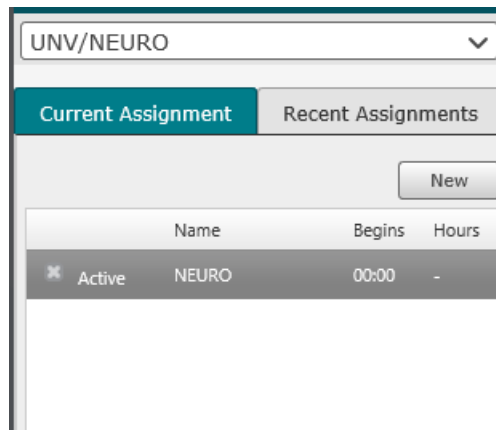 UNV/NEURO
Current Assignment Recent Assignments
New
Name Begins Hours
Active NEURO 00:00 -